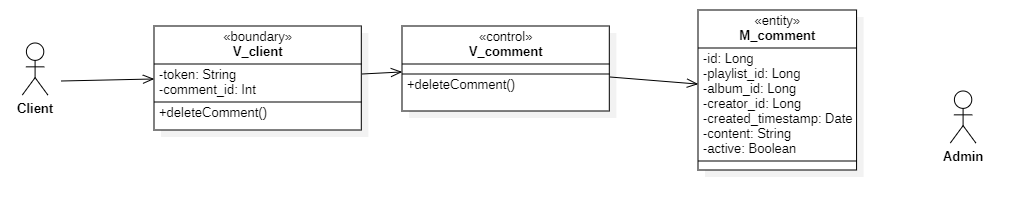 Client
«boundary»
V_client
-token: String
-comment_id: Int
+deleteComment()
«control»
V_comment
+deleteComment()
«entity»
M_comment
-id: Long
-playlist_id: Long
-album_id: Long
-creator_id: Long
-created_timestamp: Date
-content: String
-active: Boolean
Admin